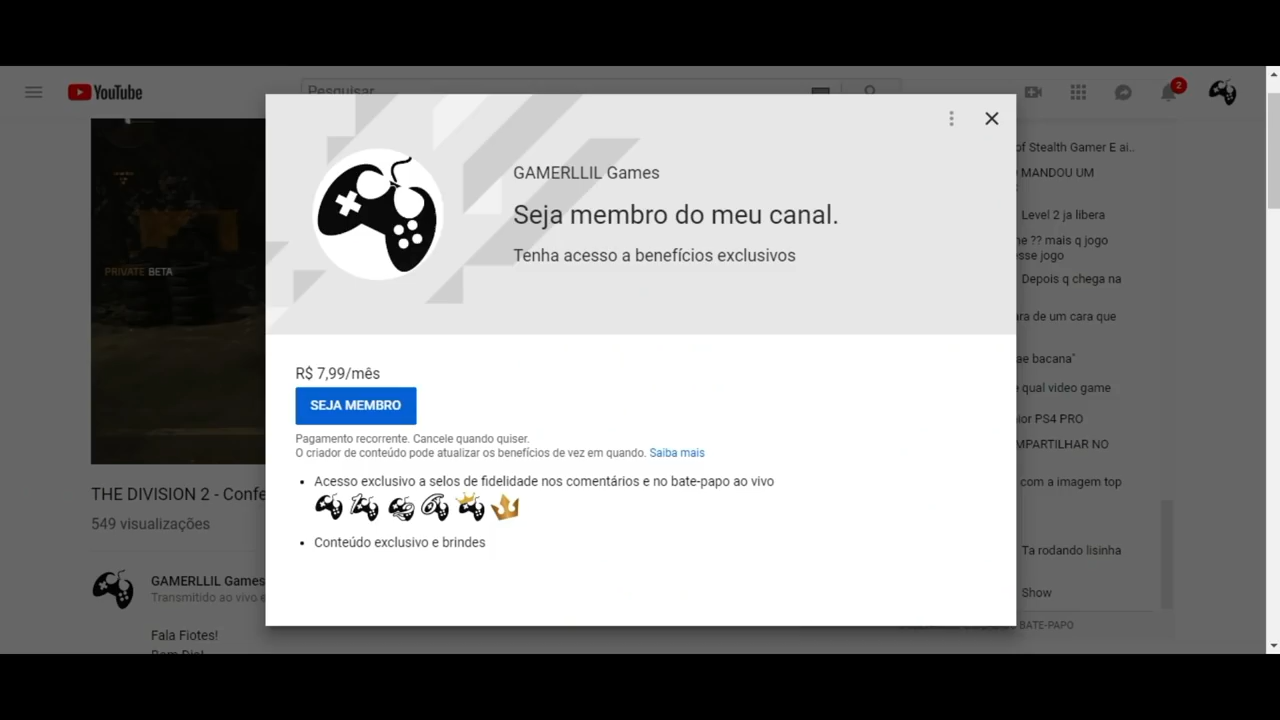 YouTube
Pesquisar
2
PRIVATE BETA
THE DIVISION 2 - Confe
549 visualizações
GAMERLLIL Games
Transmitido ao vivo e
Fala Fiotes!
GAMERLLIL Games
Seja membro do meu canal.
Tenha acesso a benefícios exclusivos
R$ 7,99/mês
SEJA MEMBRO
Pagamento recorrente. Cancele quando quiser.
O criador de conteúdo pode atualizar os benefícios de vez em quando. Saiba mais
• Acesso exclusivo a selos de fidelidade nos comentários e no bate-papo ao vivo
• Conteúdo exclusivo e brindes
of Stealth Gamer E ai..
O MANDOU UM
Level 2 ja libera
?? mais q jogo
esse jogo
Depois q chega na
ara de um cara que
ae bacana"
e qual video game
PS4 PRO
MPARTILHAR NO
com a imagem top
Ta rodando lisinha
Show
BATE-PAPO